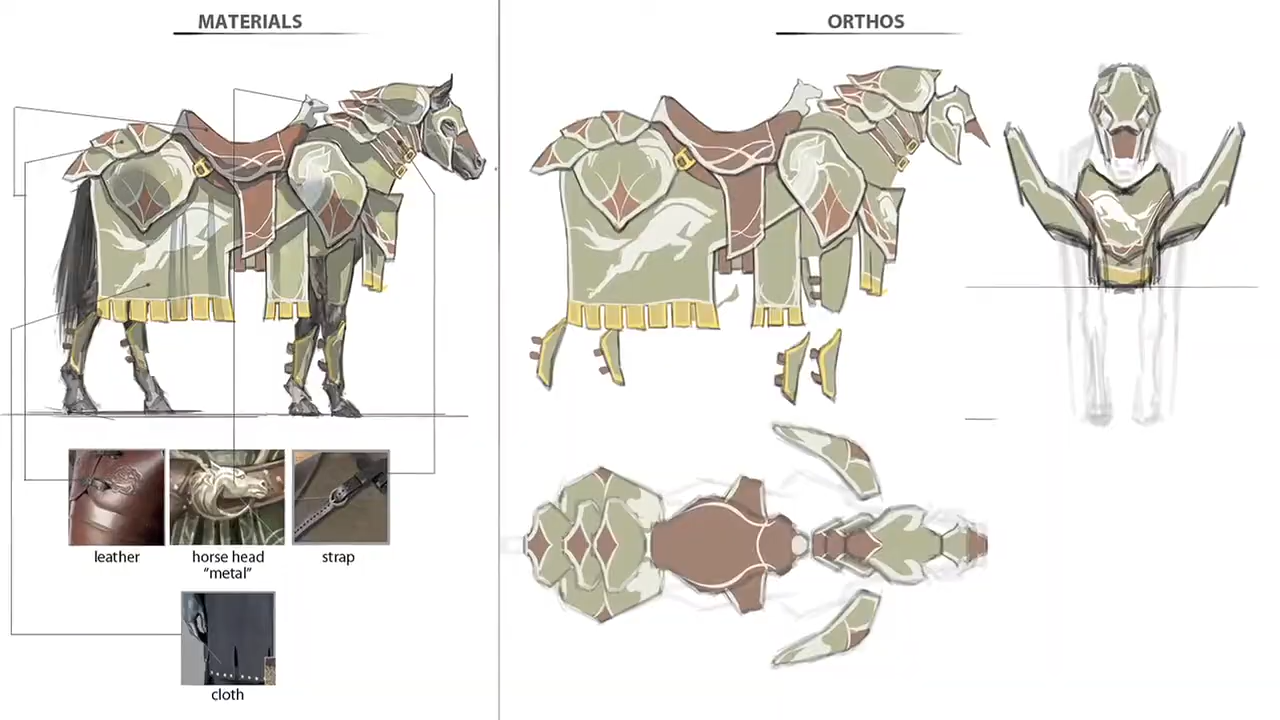 MATERIALS
ORTHOS
leather
horse head
"metal"
strap
cloth